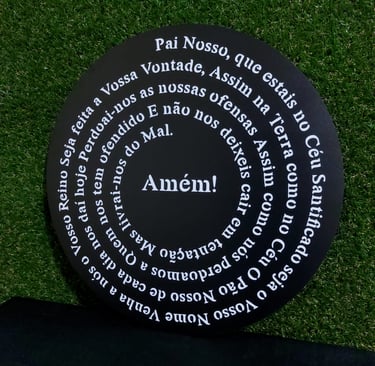 Pai Nosso, que estais no Céu Santificado seja o Vosso Nome Venha a nos o Vosso Reino Seja feita a Vossa Vontade, Assim na Terra como no Céu O Pão Nosso de cada dia nos daí hoje Perdoai-nos as nossas ofensas Assim como nós perdoamos a Quem nos tem ofendido E não nos deixeis cair em tentação Mas livrai-nos do Mal.
Amém!